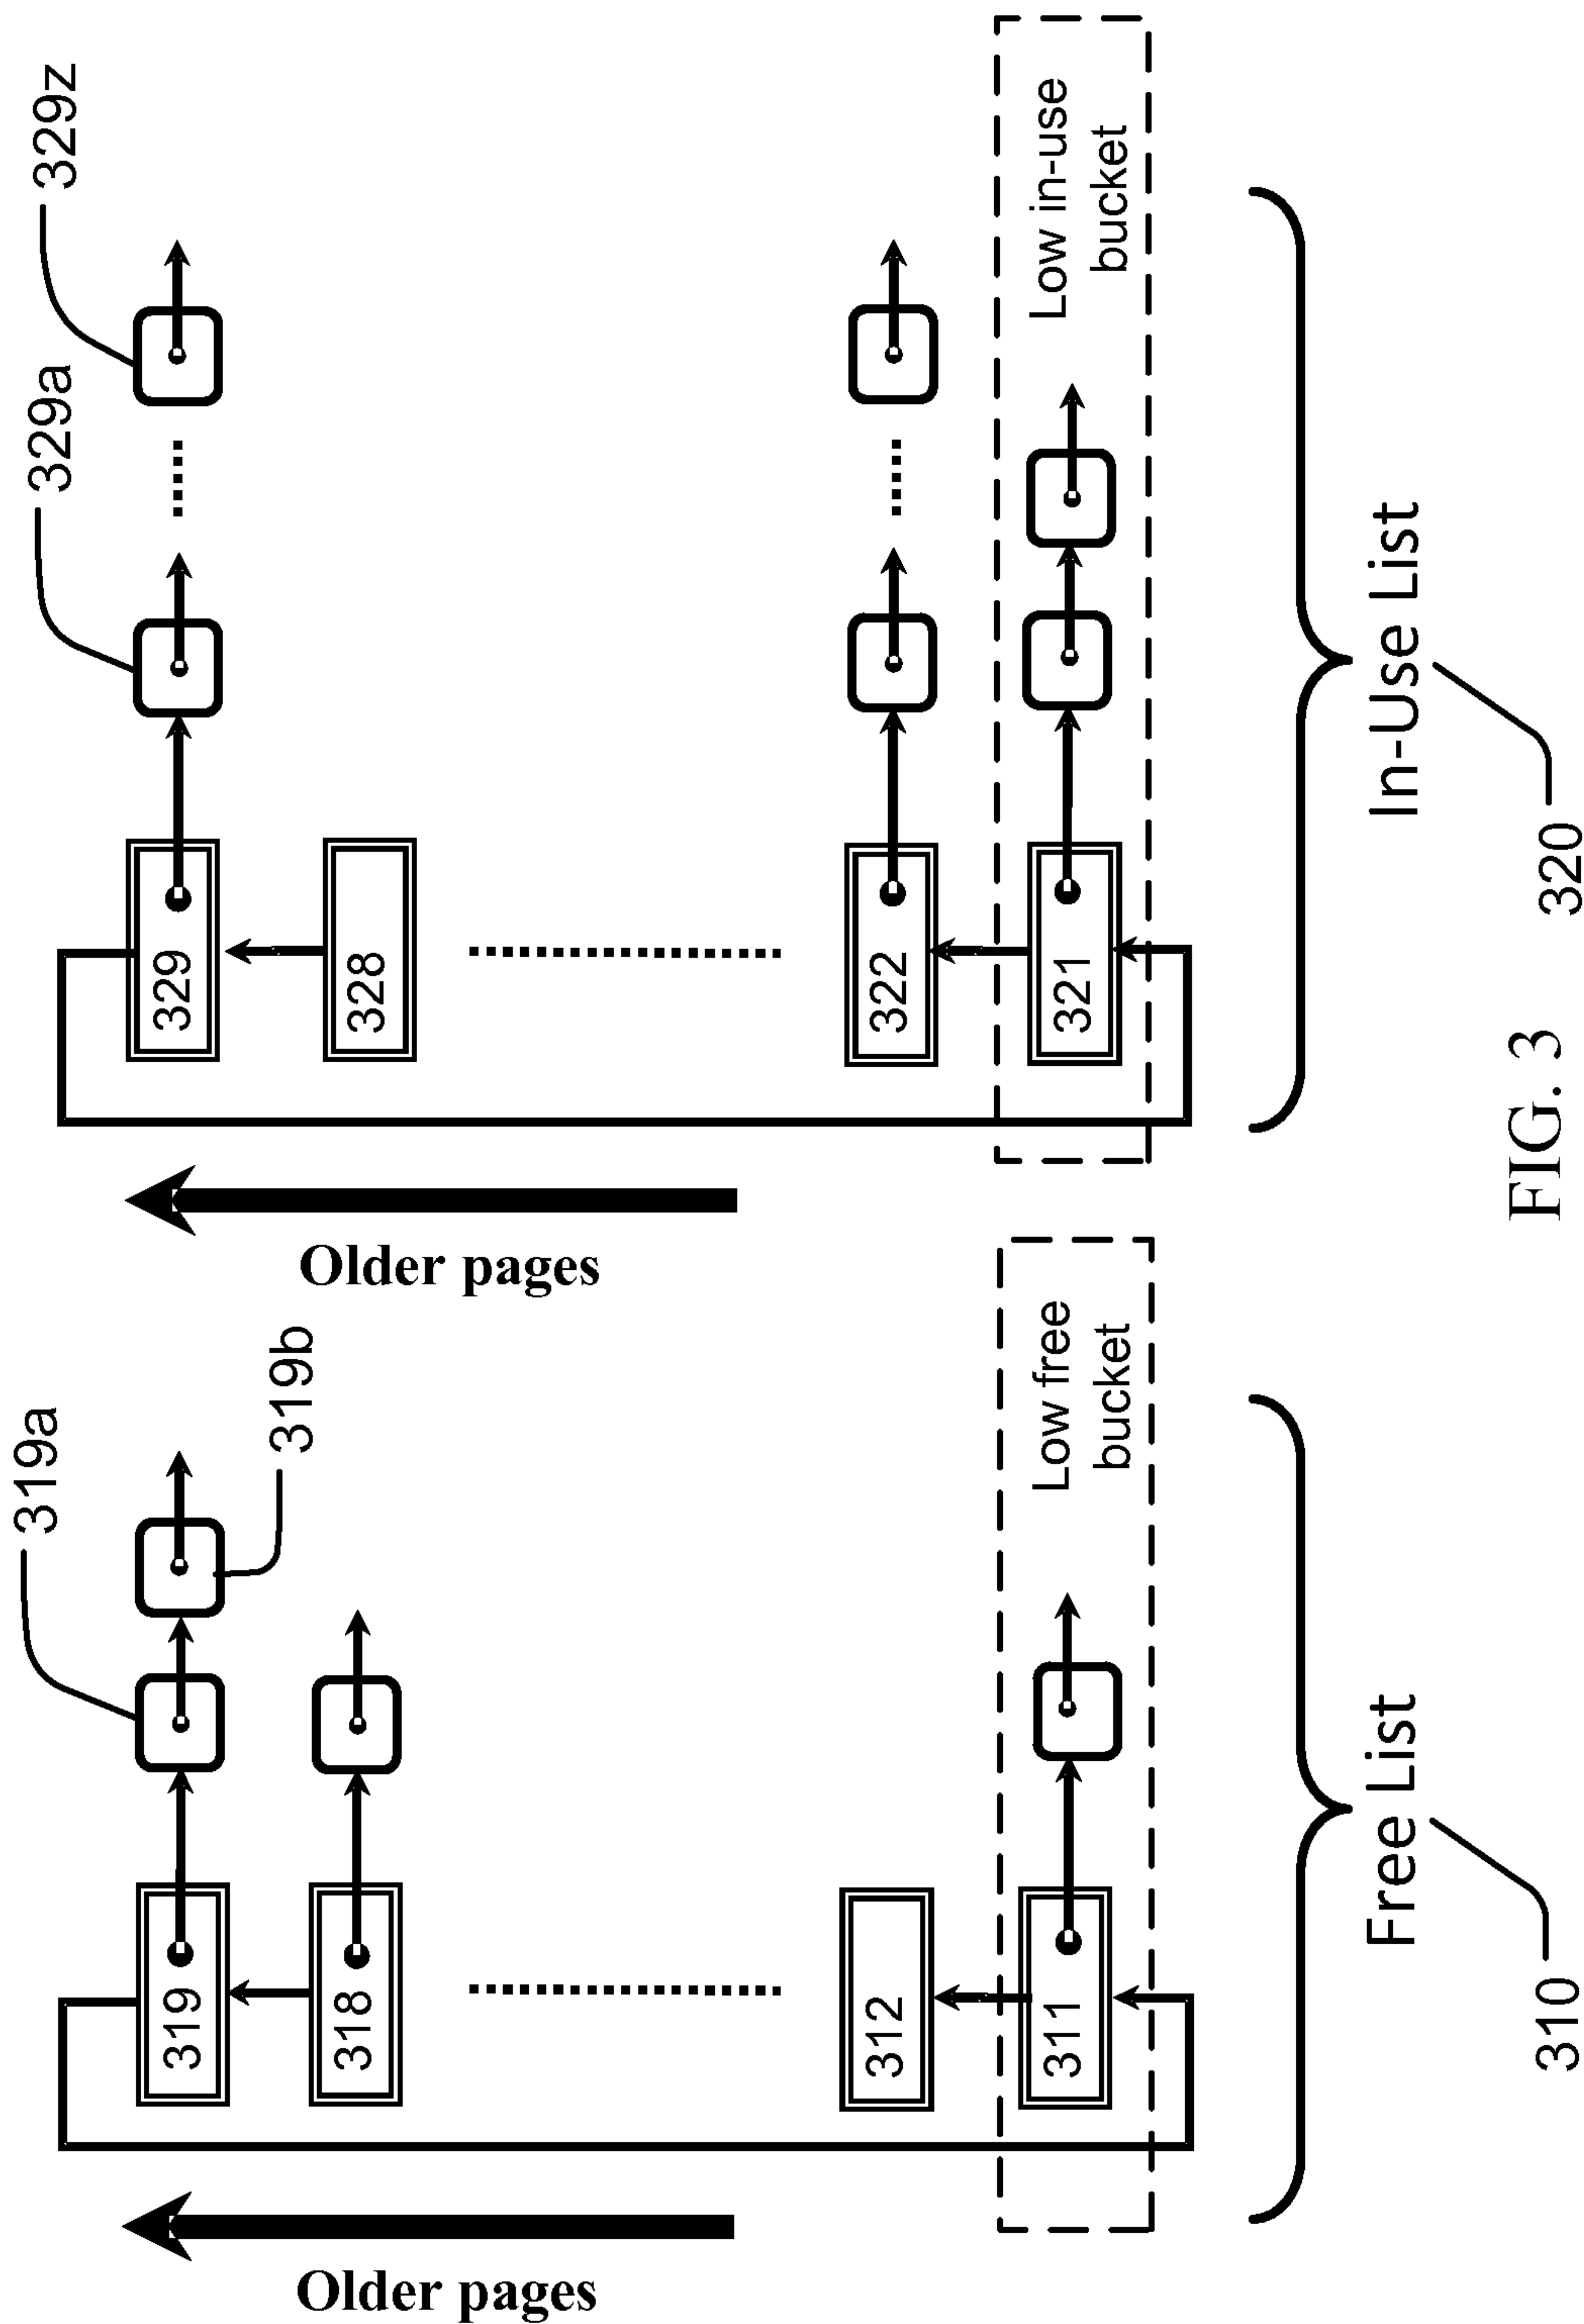 Older pages
319
318
312
311
319a
319b
Low free
bucket
Free List
310
Older pages
329
328
322
321
329a
329z
Low in-use
bucket
In-Use List
320
FIG. 3